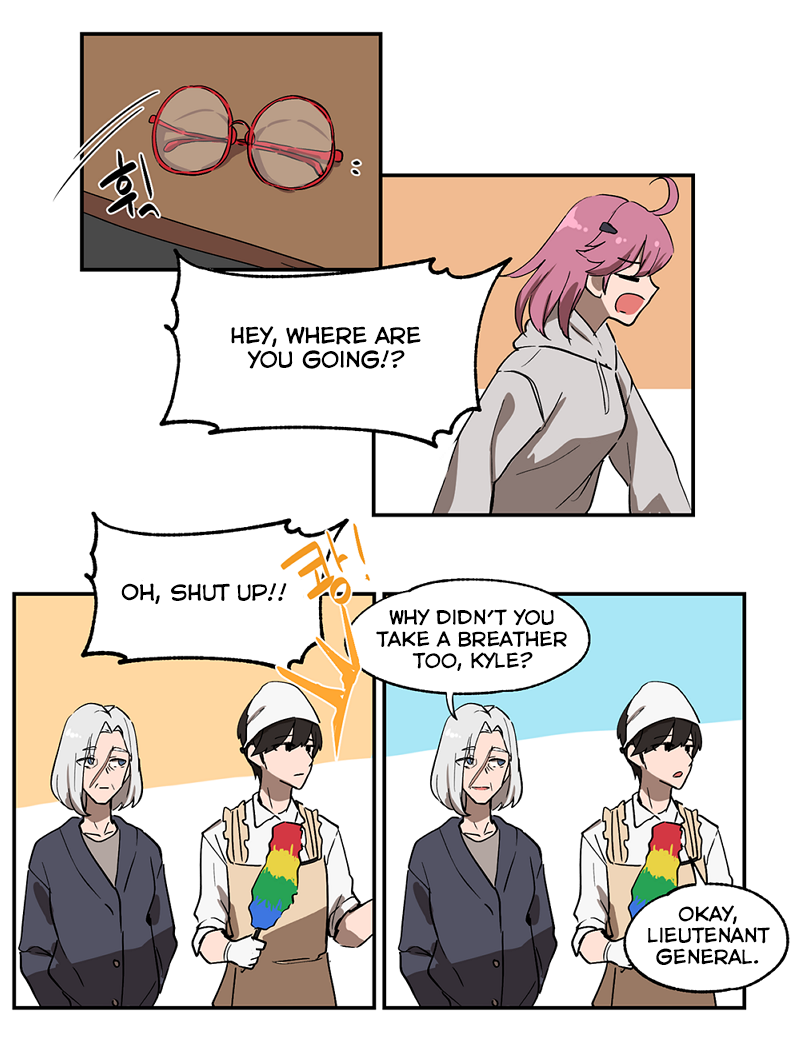 휙
HEY, WHERE ARE
YOU GOING!?
OH, SHUT UP!!
쾅!
WHY DIDN'T YOU
TAKE A BREATHER
TOO, KYLE?
OKAY,
LIEUTENANT
GENERAL.